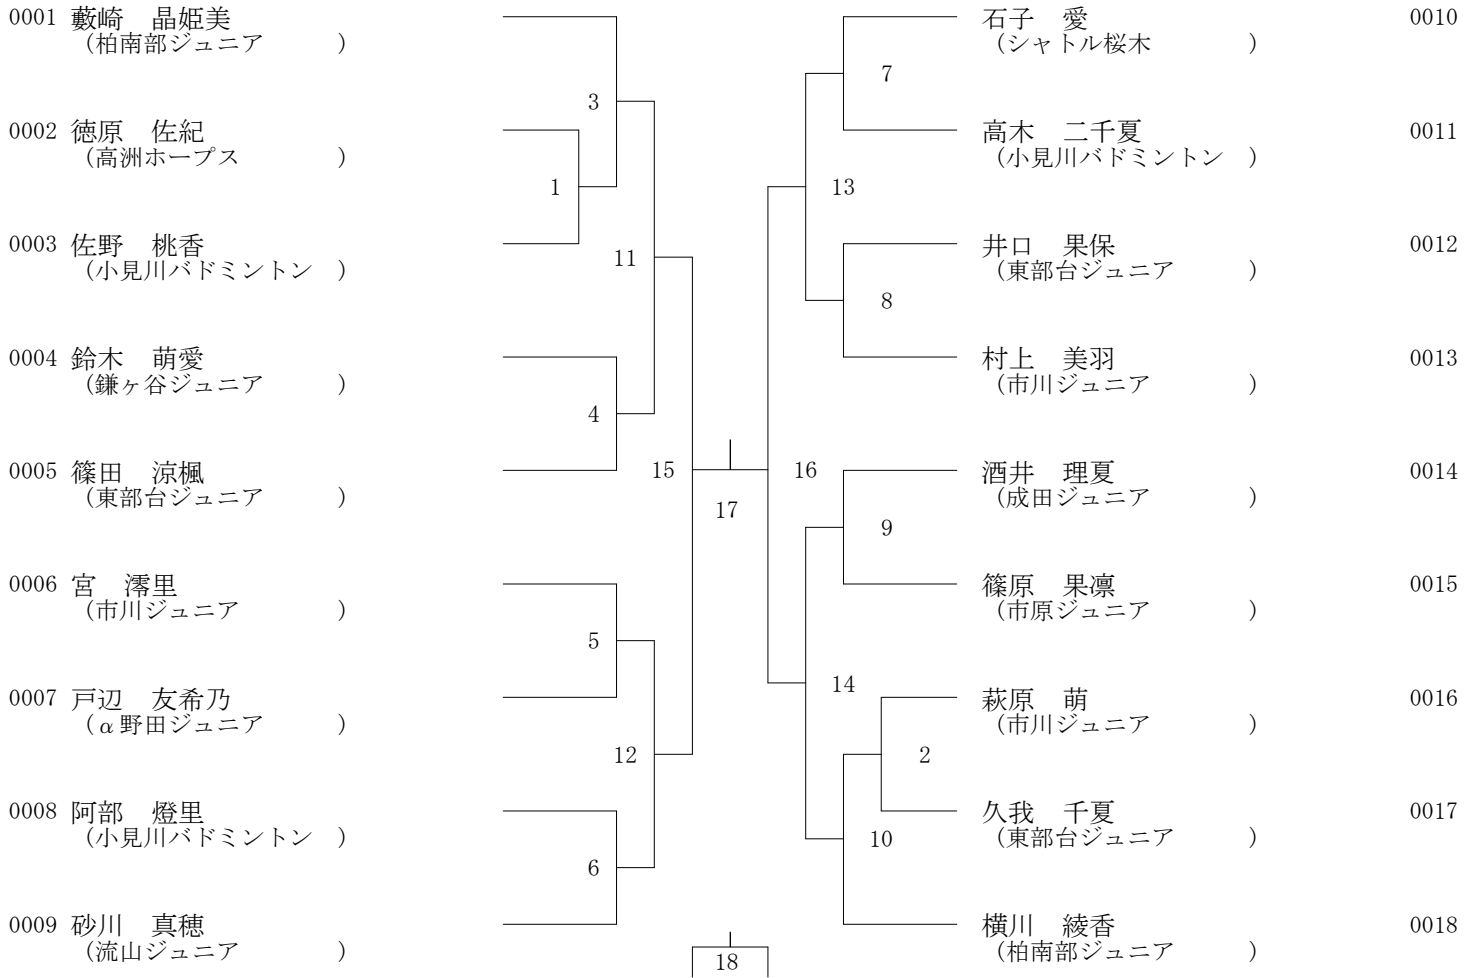 0001 藪崎　晶姫美
（柏南部ジュニア　　　）
0002 徳原　佐紀
（高洲ホープス　　　　）
0003 佐野　桃香
（小見川バドミントン　）
0004 鈴木　萌愛
（鎌ヶ谷ジュニア　　　）
0005 篠田　涼楓
（東部台ジュニア　　　）
0006 宮　澪里
（市川ジュニア　　　　）
0007 戸辺　友希乃
（α野田ジュニア　　　）
0008 阿部　燈里
（小見川バドミントン　）
0009 砂川　真穂
（流山ジュニア　　　　）
3
1
11
4
15
5
12
6
17
18
7
13
8
16
9
14
2
10
石子　愛 0010
（シャトル桜木　　　　）
高木　二千夏 0011
（小見川バドミントン　）
井口　果保 0012
（東部台ジュニア　　　）
村上　美羽 0013
（市川ジュニア　　　　）
酒井　理夏 0014
（成田ジュニア　　　　）
篠原　果凛 0015
（市原ジュニア　　　　）
萩原　萌 0016
（市川ジュニア　　　　）
久我　千夏 0017
（東部台ジュニア　　　）
横川　綾香 0018
（柏南部ジュニア　　　）